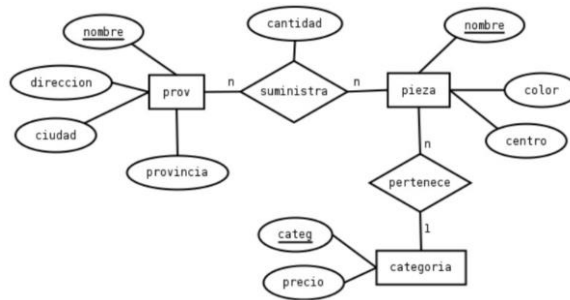 nombre
cantidad
nombre
direccion
prov
n
suministra
n
pieza
color
ciudad
centro
provincia
n
pertenece
categ
1
precio
categoria